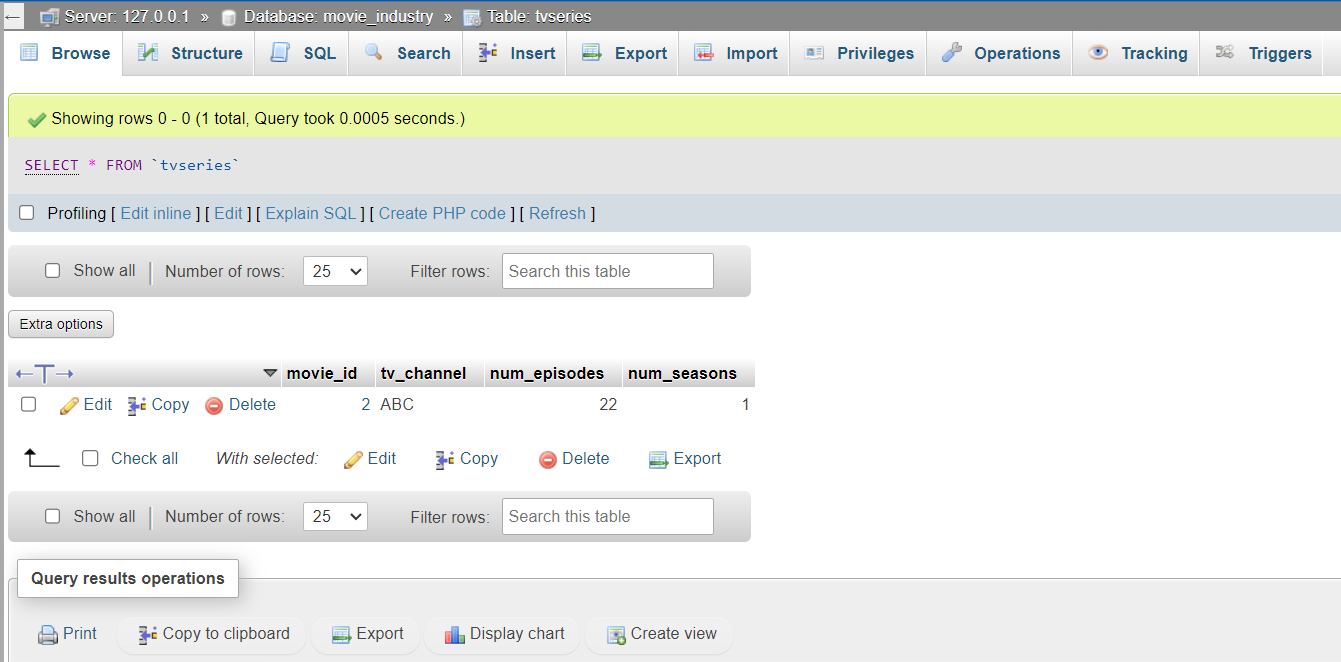 Server: 127.0.0.1 » Database: movie_industry » Table: tvseries
Browse Structure SQL Search Insert Export Import Privileges Operations Tracking Triggers
Showing rows 0 - 0 (1 total, Query took 0.0005 seconds.)
SELECT * FROM `tvseries`
Profiling [ Edit inline ] [ Edit ] [ Explain SQL ] [ Create PHP code ] [ Refresh ]
Show all | Number of rows: 25 Filter rows: Search this table
Extra options
←T→ movie_id tv_channel num_episodes num_seasons
Edit Copy Delete 2 ABC 22 1
Check all With selected: Edit Copy Delete Export
Show all | Number of rows: 25 Filter rows: Search this table
Query results operations
Print Copy to clipboard Export Display chart Create view